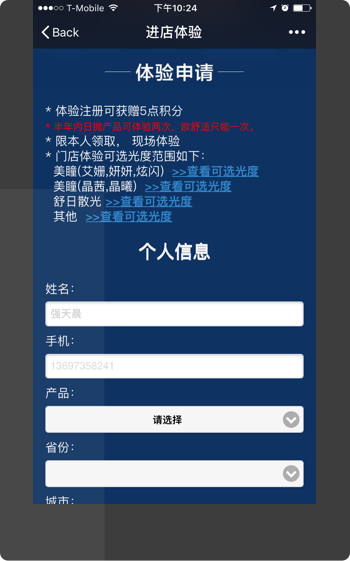 T-Mobile 下午10:24
Back 进店体验
体验申请
* 体验注册可获赠5点积分
* 半年内日抛产品可体验两次，欧舒适只能一次。
* 限本人领取， 现场体验
* 门店体验可选光度范围如下：
美瞳(艾姗,妍妍,炫闪) >>查看可选光度
美瞳(晶茜,晶曦) >>查看可选光度
舒日散光 >>查看可选光度
其他 >>查看可选光度
个人信息
姓名：
强天晨
手机：
13697358241
产品：
请选择
省份：
城市：